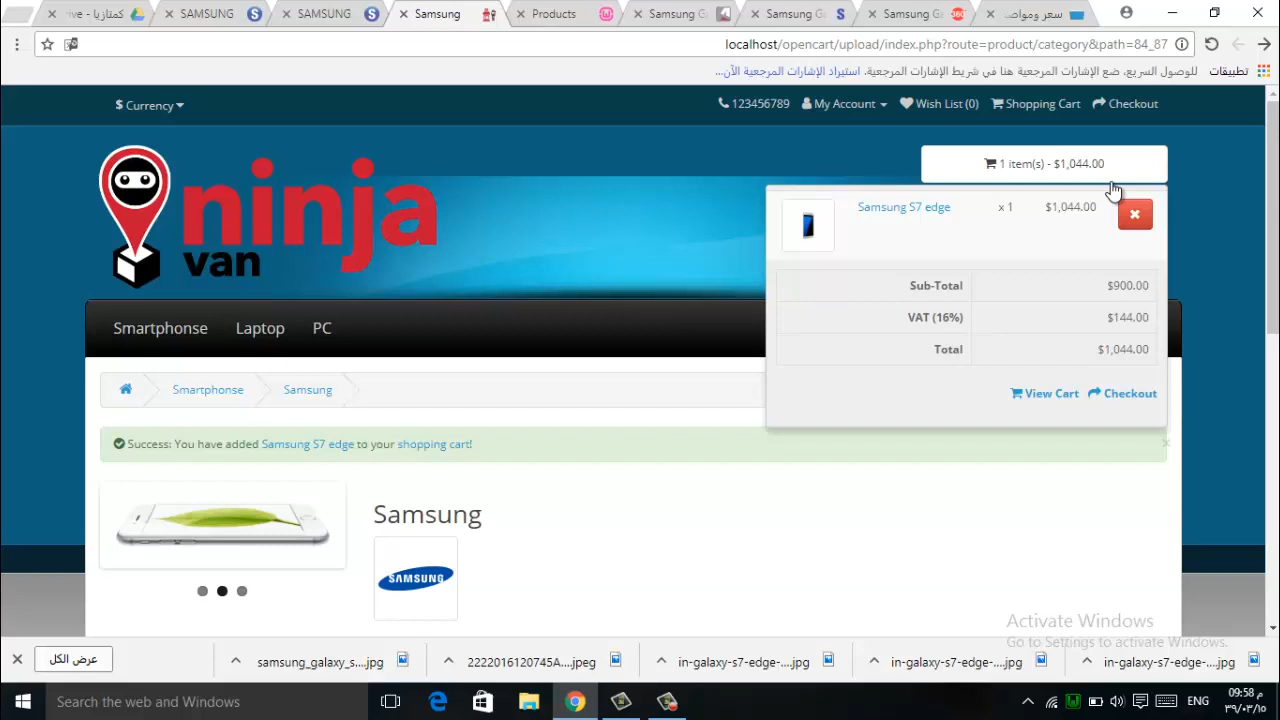 كمتازيا - ive
SAMSUNG
SAMSUNG
Samsung
Products
Samsung G
Samsung G
Samsung G
سعر ومواص
localhost/opencart/upload/index.php?route=product/category&path=84_87
تطبيقات
للوصول السريع، ضع الإشارات المرجعية هنا في شريط الإشارات المرجعية. استيراد الإشارات المرجعية الآن...
$ Currency
123456789 My Account Wish List (0) Shopping Cart Checkout
1 item(s) - $1,044.00
ninja
van
Samsung S7 edge x 1 $1,044.00
Sub-Total $900.00
VAT (16%) $144.00
Total $1,044.00
View Cart Checkout
Smartphonse Laptop PC
Smartphonse Samsung
Success: You have added Samsung S7 edge to your shopping cart!
Samsung
SAMSUNG
Activate Windows
Go to Settings to activate Windows.
عرض الكل
samsung_galaxy_s....jpg
2222016120745A....jpeg
in-galaxy-s7-edge-....jpg
in-galaxy-s7-edge-....jpg
in-galaxy-s7-edge-....jpg
Search the web and Windows
ENG
09:58 م
٣٩/٠٣/١٥